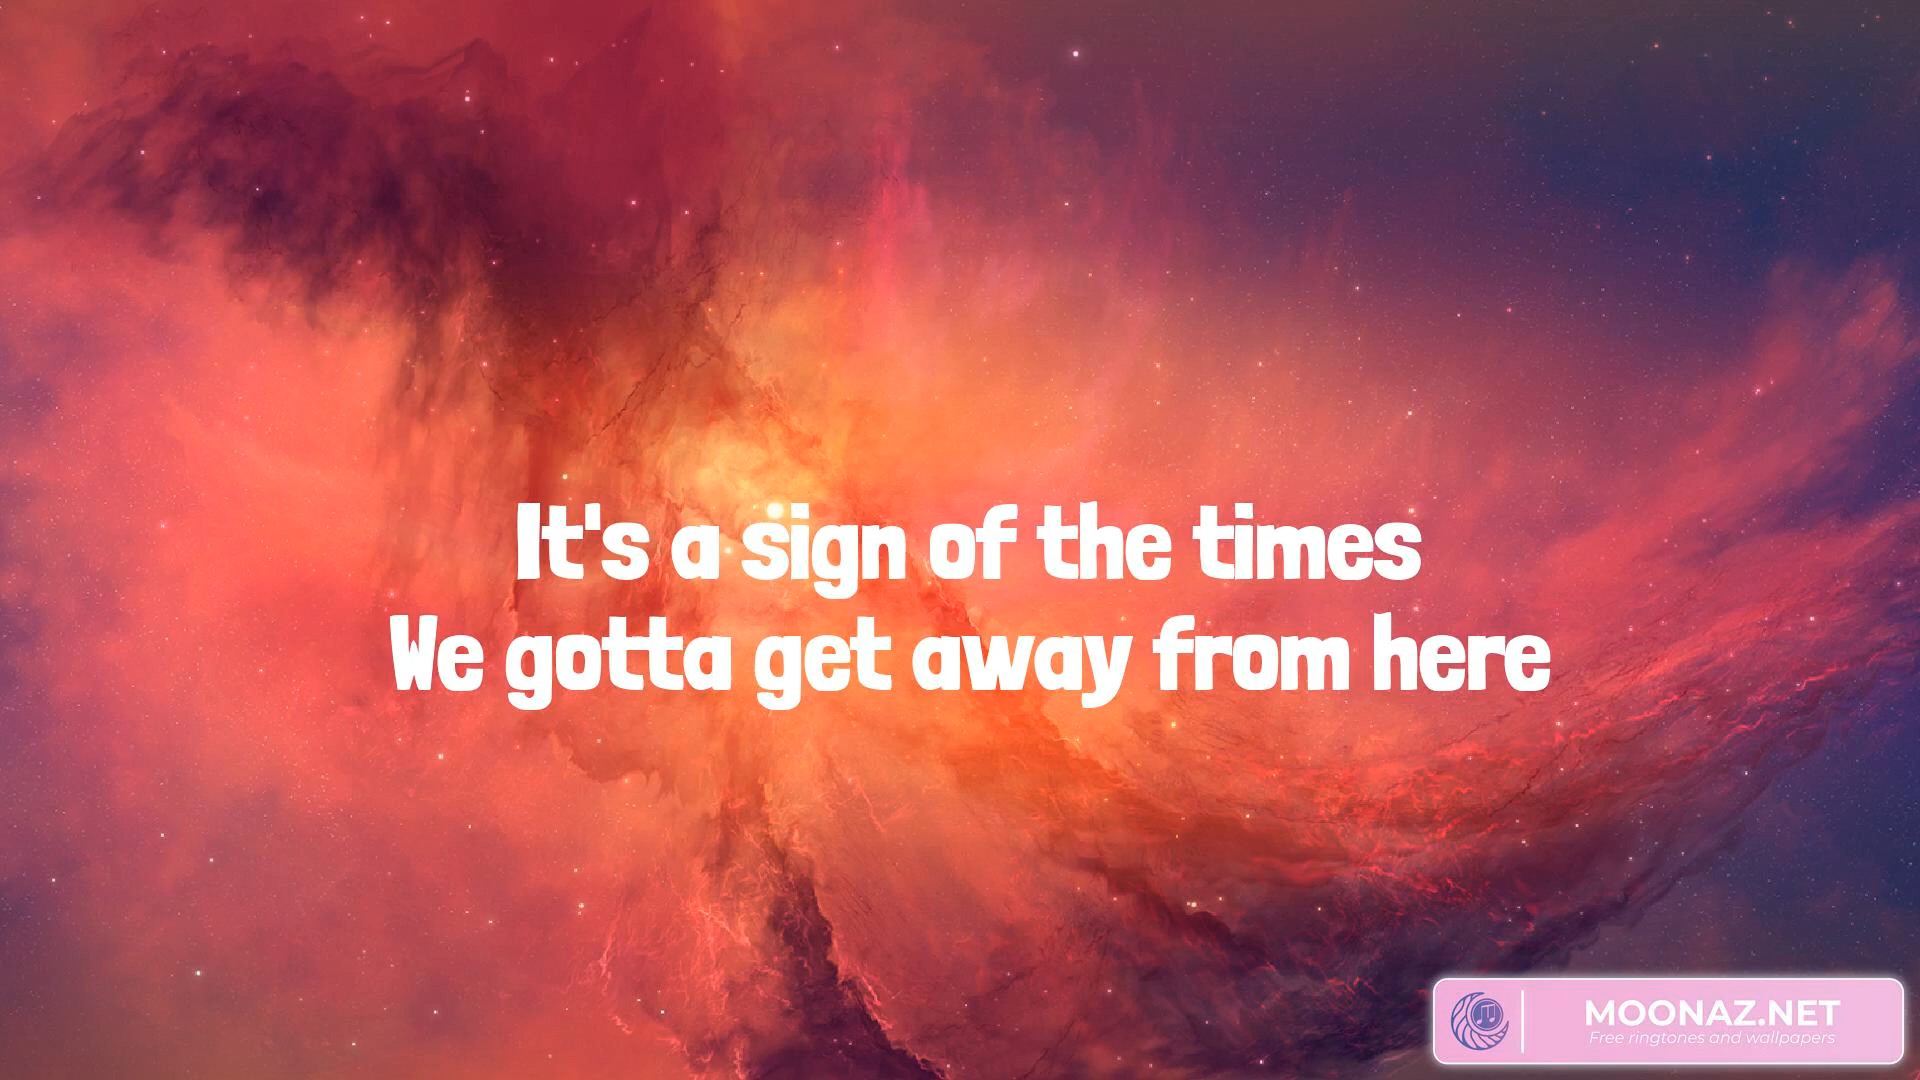 It's a sign of the times
We gotta get away from here
MOONAZ.NET
Free ringtones and wallpapers